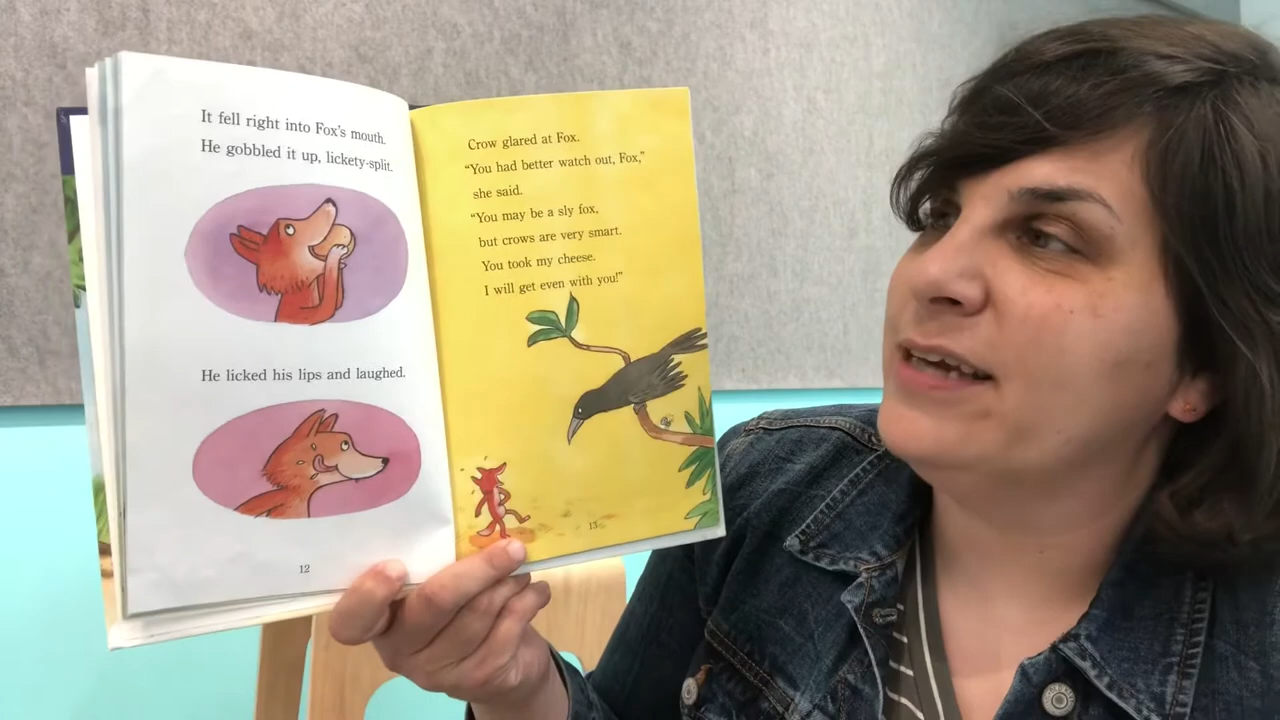 It fell right into Fox's mouth.
He gobbled it up, lickety-split.
He licked his lips and laughed.
12
Crow glared at Fox.
"You had better watch out, Fox,"
she said.
"You may be a sly fox,
but crows are very smart.
You took my cheese.
I will get even with you!"
13